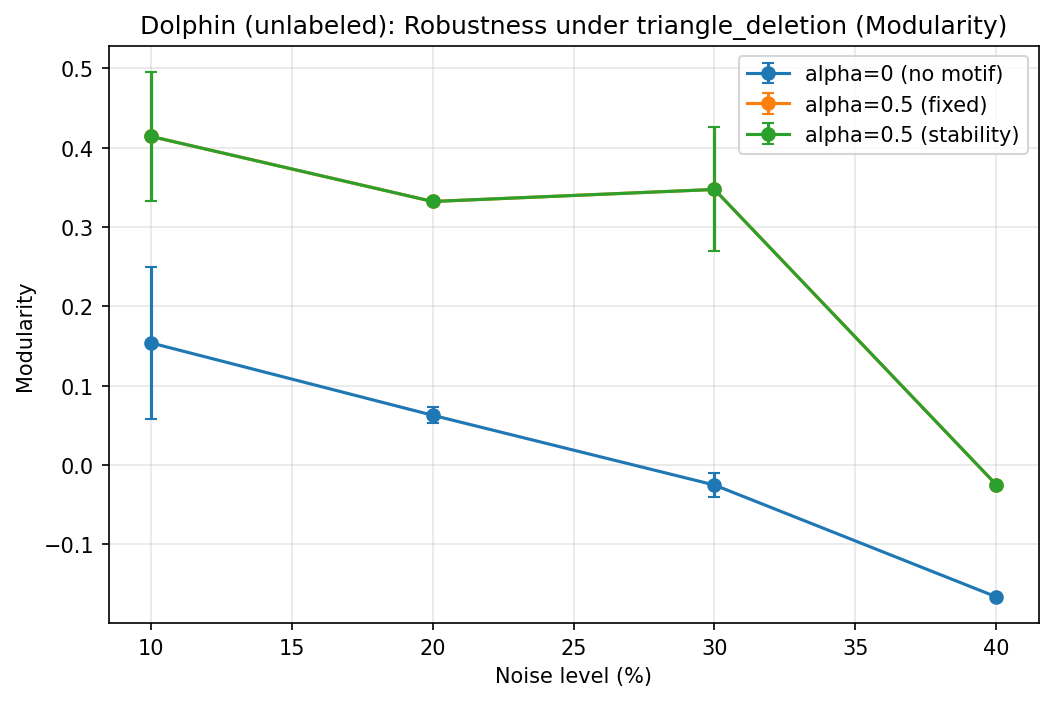 Dolphin (unlabeled): Robustness under triangle_deletion (Modularity)
alpha=0 (no motif)
alpha=0.5 (fixed)
alpha=0.5 (stability)
Modularity
0.5
0.4
0.3
0.2
0.1
0.0
−0.1
10 15 20 25 30 35 40
Noise level (%)